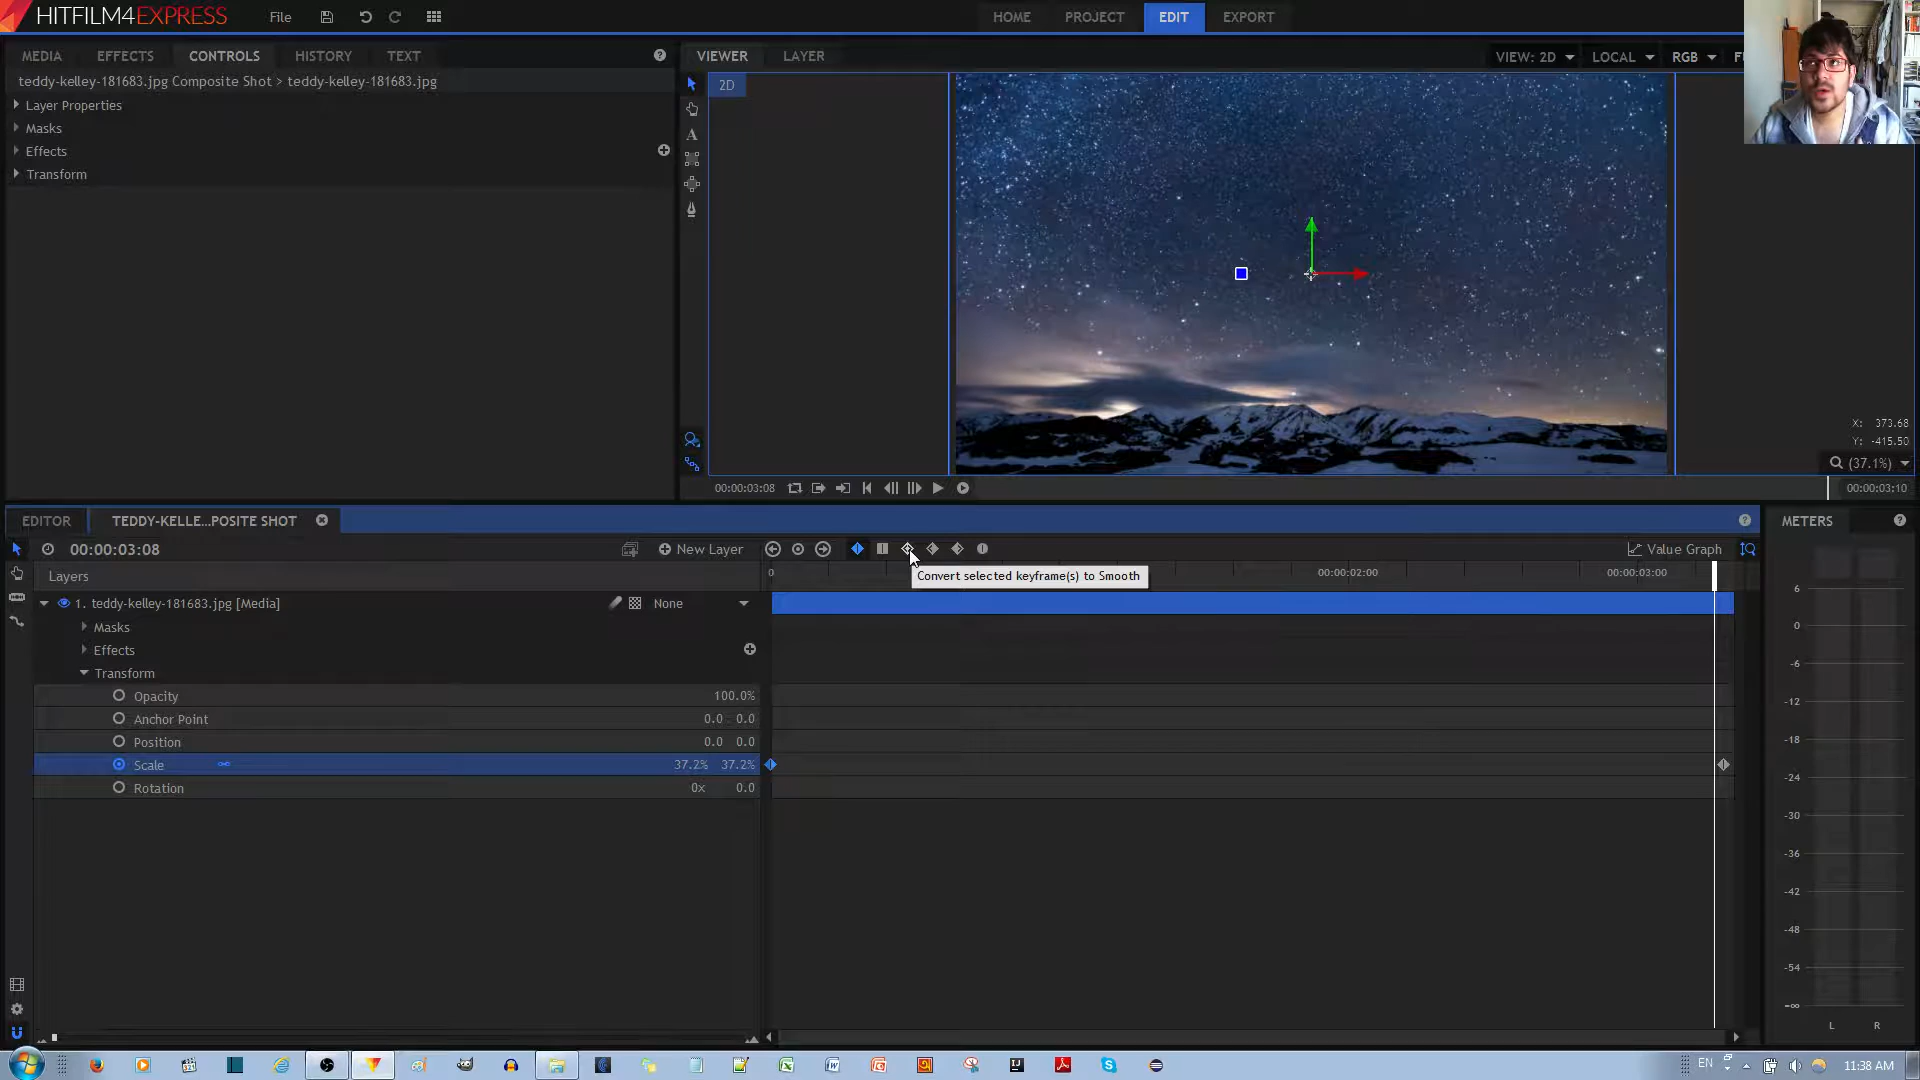 HITFILM4EXPRESS
File
HOME
PROJECT
EDIT
EXPORT
MEDIA
EFFECTS
CONTROLS
HISTORY
TEXT
VIEWER
LAYER
VIEW: 2D
LOCAL
RGB
teddy-kelley-181683.jpg Composite Shot > teddy-kelley-181683.jpg
Layer Properties
Masks
Effects
Transform
2D
X: 373.68
Y: -415.50
(37.1%)
00:00:03:08
00:00:03;10
EDITOR
TEDDY-KELLE...POSITE SHOT
METERS
00:00:03:08
New Layer
Value Graph
Convert selected keyframe(s) to Smooth
Layers
0
00:00:02:00
00:00:03:00
1. teddy-kelley-181683.jpg [Media]
None
Masks
Effects
Transform
Opacity 100.0%
Anchor Point 0.0 0.0
Position 0.0 0.0
Scale 37.2% 37.2%
Rotation 0x 0.0
6
0
-6
-12
-18
-24
-30
-36
-42
-48
-54
-∞
L R
EN
11:38 AM